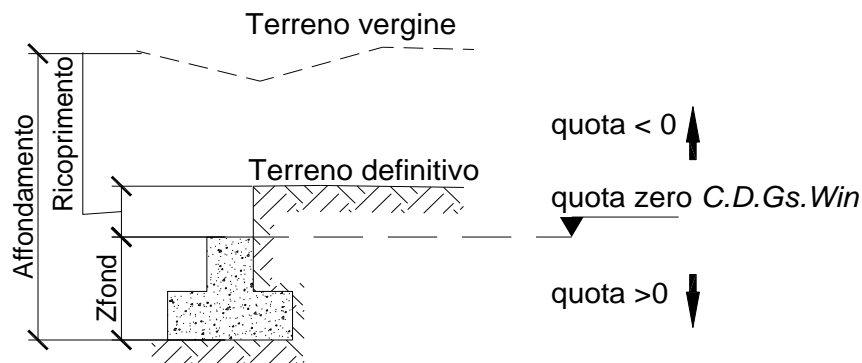 Terreno vergine
Affondamento
Ricoprimento
quota < 0
Terreno definitivo
quota zero C.D.Gs.Win
Zfond
quota >0